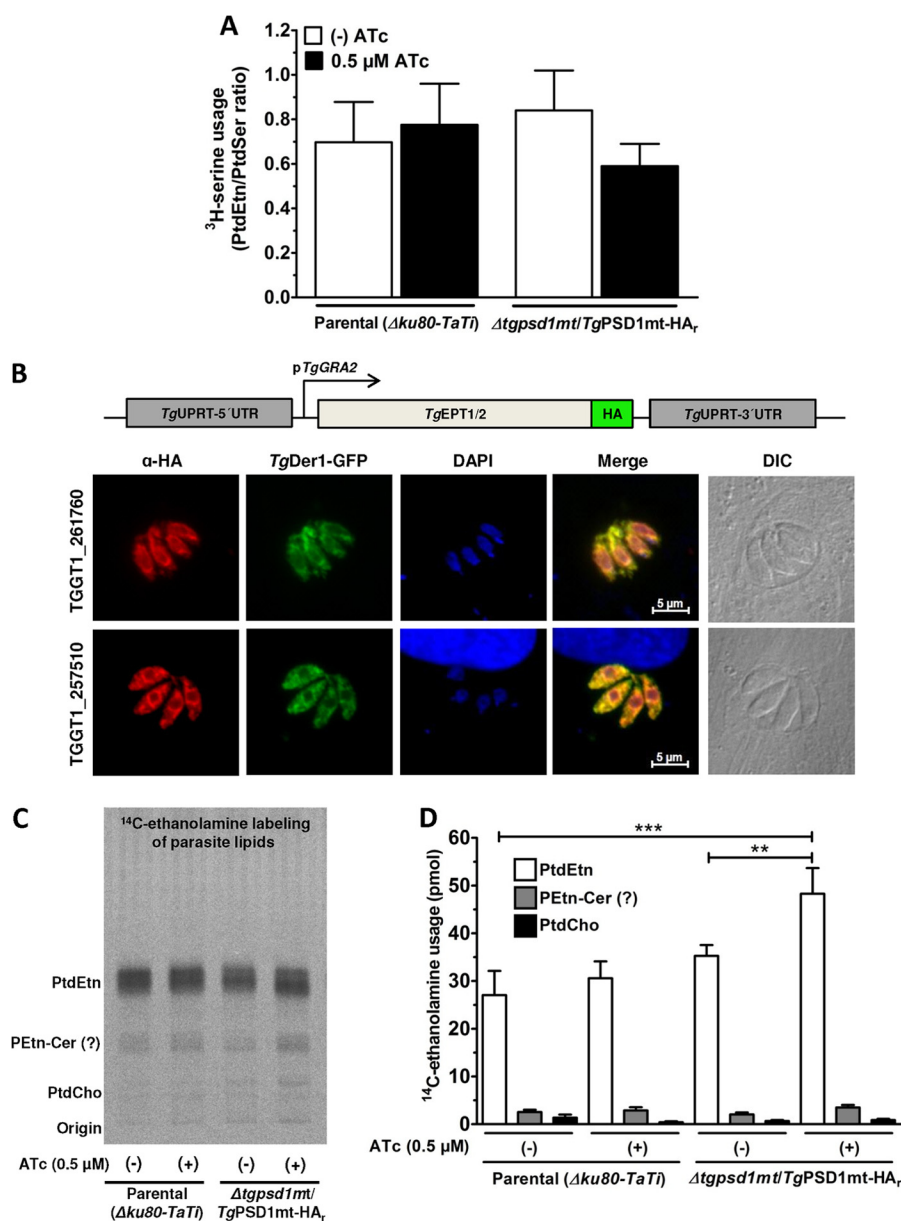 A
(-) ATc
0.5 µM ATc
³H-serine usage
(PtdEtn/PtdSer ratio)
1.2
1.0
0.8
0.6
0.4
0.2
0.0
Parental (Δku80-TaTi)
Δtgpsd1mt/TgPSD1mt-HAr
B
pTgGRA2
TgUPRT-5´UTR
TgEPT1/2
HA
TgUPRT-3´UTR
α-HA
TgDer1-GFP
DAPI
Merge
DIC
TGGT1_261760
5 µm
TGGT1_257510
5 µm
C
¹⁴C-ethanolamine labeling
of parasite lipids
PtdEtn
PEtn-Cer (?)
PtdCho
Origin
ATc (0.5 µM)
(-)
(+)
(-)
(+)
Parental
(Δku80-TaTi)
Δtgpsd1mt/
TgPSD1mt-HAr
D
¹⁴C-ethanolamine usage (pmol)
60
50
40
30
20
10
0
***
**
PtdEtn
PEtn-Cer (?)
PtdCho
ATc (0.5 µM)
(-)
(+)
(-)
(+)
Parental (Δku80-TaTi)
Δtgpsd1mt/TgPSD1mt-HAr